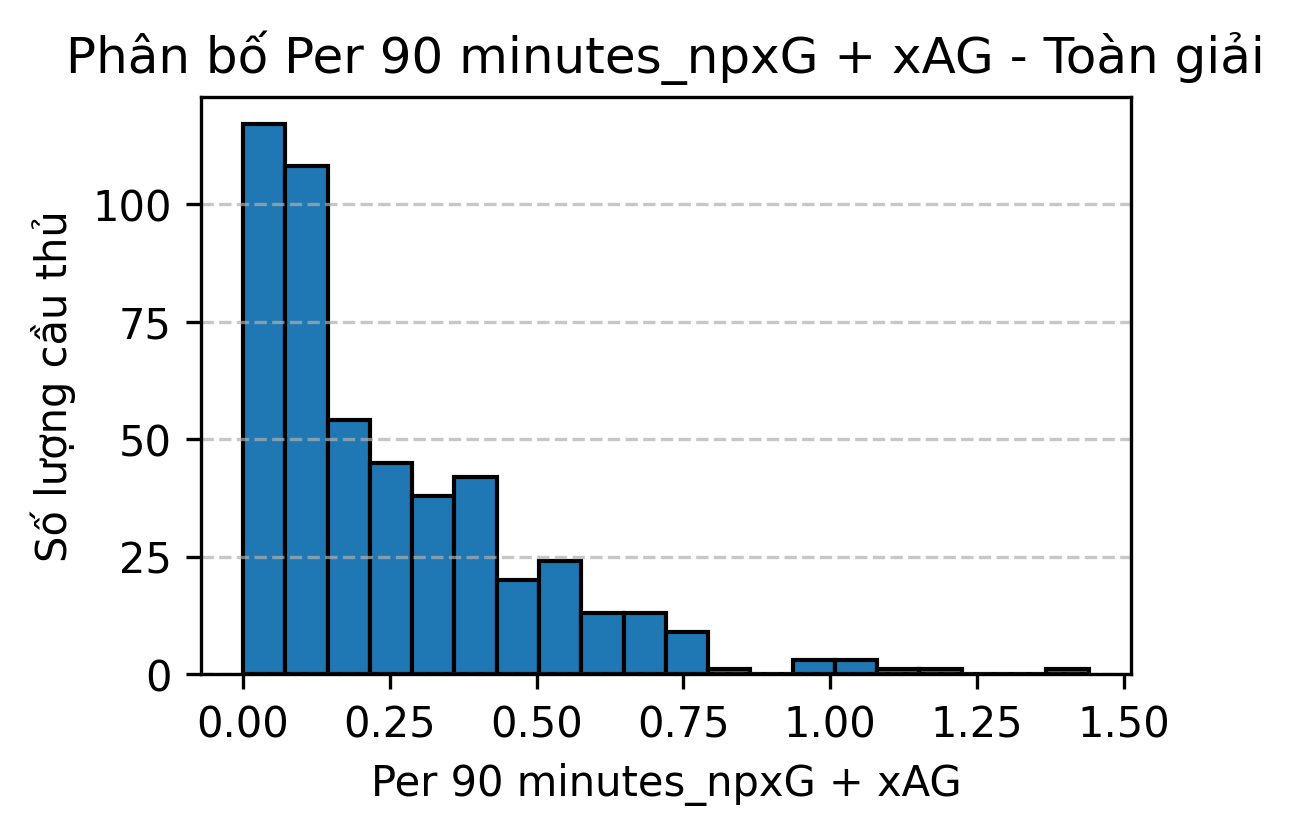 Phân bố Per 90 minutes_npxG + xAG - Toàn giải
Số lượng cầu thủ
100
75
50
25
0
0.00 0.25 0.50 0.75 1.00 1.25 1.50
Per 90 minutes_npxG + xAG